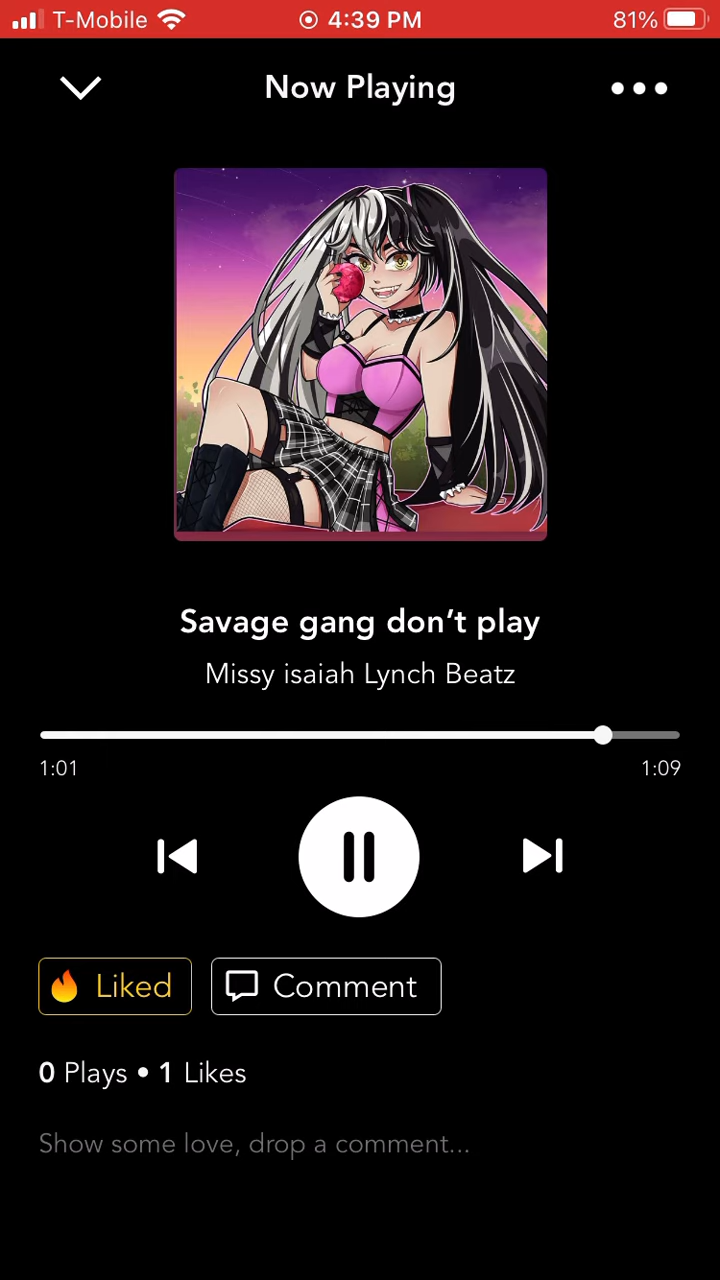 T-Mobile 4:39 PM 81%
Now Playing
Savage gang don’t play
Missy isaiah Lynch Beatz
1:01 1:09
Liked Comment
0 Plays • 1 Likes
Show some love, drop a comment...